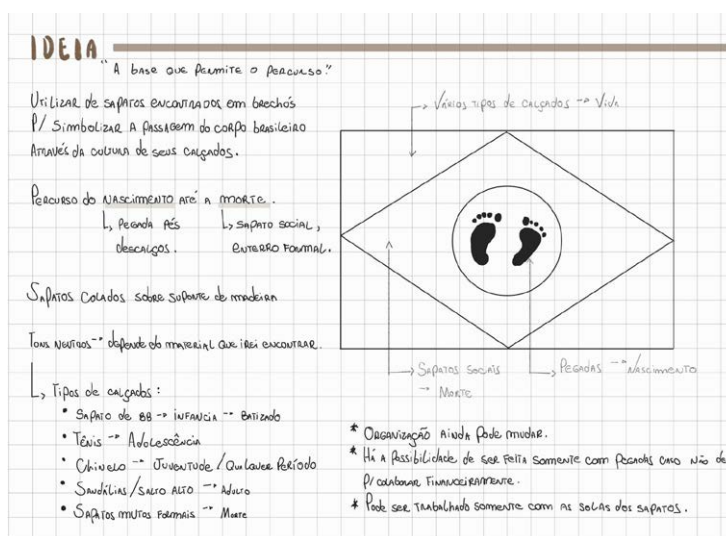 IDEIA
"A BASE QUE PERMITE O PERCURSO."
UTILIZAR DE SAPATOS ENCONTRADOS EM BRECHÓS
P/ SIMBOLIZAR A PASSAGEM DO CORPO BRASILEIRO
ATRAVÉS DA CULTURA DE SEUS CALÇADOS.
PERCURSO DO NASCIMENTO ATÉ A MORTE.
↳ PEGADA PÉS ↳ SAPATO SOCIAL,
DESCALÇOS. ENTERRO FORMAL.
SAPATOS COLADOS SOBRE SUPORTE DE MADEIRA
TONS NEUTROS → DEPENDE DO MATERIAL QUE IREI ENCONTRAR.
↳ TIPOS DE CALÇADOS:
• SAPATO DE BB → INFANCIA → BATIZADO
• TÊNIS → ADOLESCÊNCIA
• CHINELO → JUVENTUDE / QUALQUER PERÍODO
• SANDÁLIAS/SALTO ALTO → ADULTO
• SAPATOS MUITOS FORMAIS → MORTE
→ VÁRIOS TIPOS DE CALÇADOS → VIDA
→ SAPATOS SOCIAIS
→ MORTE
→ PEGADAS → NASCIMENTO
* ORGANIZAÇÃO AINDA PODE MUDAR.
* HÁ A POSSIBILIDADE DE SER FEITA SOMENTE COM PEGADAS CASO NÃO DE
P/ COLABORAR FINANCEIRAMENTE.
* PODE SER TRABALHADO SOMENTE COM AS SOLAS DOS SAPATOS.